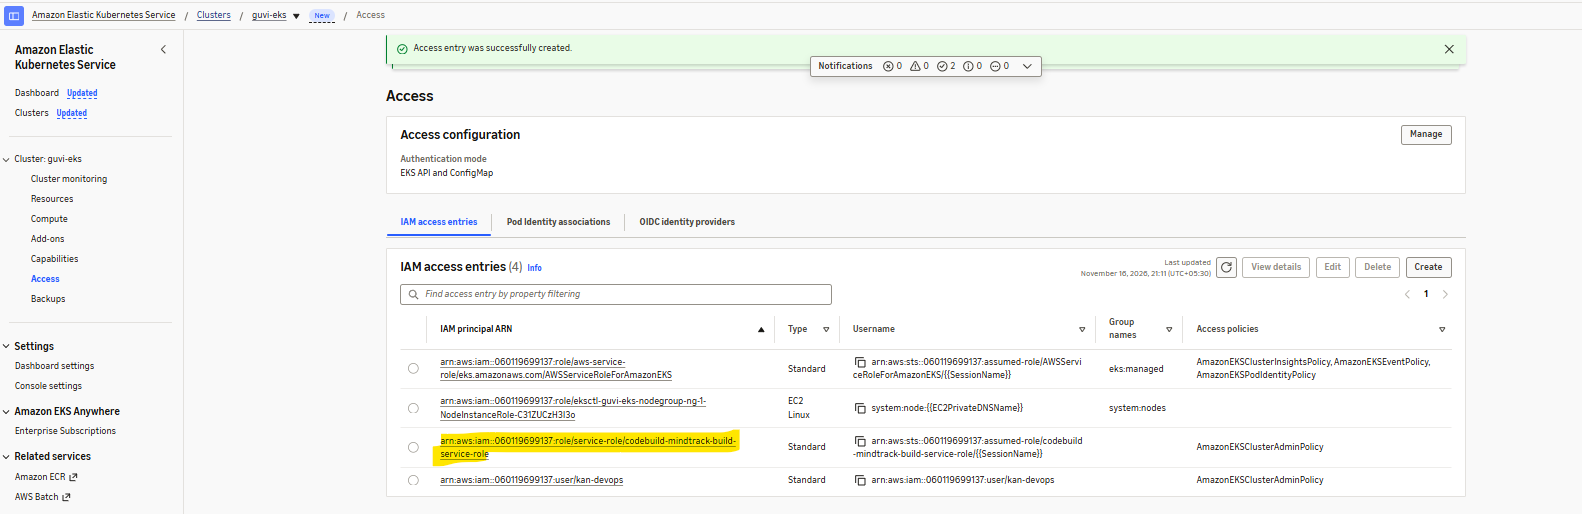 Amazon Elastic Kubernetes Service / Clusters / guvi-eks New / Access
Amazon Elastic
Kubernetes Service
Dashboard Updated
Clusters Updated
Cluster: guvi-eks
Cluster monitoring
Resources
Compute
Add-ons
Capabilities
Access
Backups
Settings
Dashboard settings
Console settings
Amazon EKS Anywhere
Enterprise Subscriptions
Related services
Amazon ECR
AWS Batch
Access entry was successfully created.
Notifications 0 0 2 0 0
Access
Access configuration
Manage
Authentication mode
EKS API and ConfigMap
IAM access entries Pod Identity associations OIDC identity providers
IAM access entries (4) Info
Last updated
November 16, 2026, 21:11 (UTC+05:30)
View details Edit Delete Create
Find access entry by property filtering
1
IAM principal ARN Type Username Group names Access policies
arn:aws:iam::060119699137:role/aws-service-
role/eks.amazonaws.com/AWSServiceRoleForAmazonEKS
Standard
arn:aws:sts::060119699137:assumed-role/AWSServi
ceRoleForAmazonEKS/{{SessionName}}
eks:managed
AmazonEKSClusterInsightsPolicy, AmazonEKSEventPolicy,
AmazonEKSPodIdentityPolicy
arn:aws:iam::060119699137:role/eksctl-guvi-eks-nodegroup-ng-1-
NodeInstanceRole-C31ZUCzH3I3o
EC2
Linux
system:node:{{EC2PrivateDNSName}}
system:nodes
arn:aws:iam::060119699137:role/service-role/codebuild-mindtrack-build-
service-role
Standard
arn:aws:sts::060119699137:assumed-role/codebuild
-mindtrack-build-service-role/{{SessionName}}
AmazonEKSClusterAdminPolicy
arn:aws:iam::060119699137:user/kan-devops
Standard
arn:aws:iam::060119699137:user/kan-devops
AmazonEKSClusterAdminPolicy